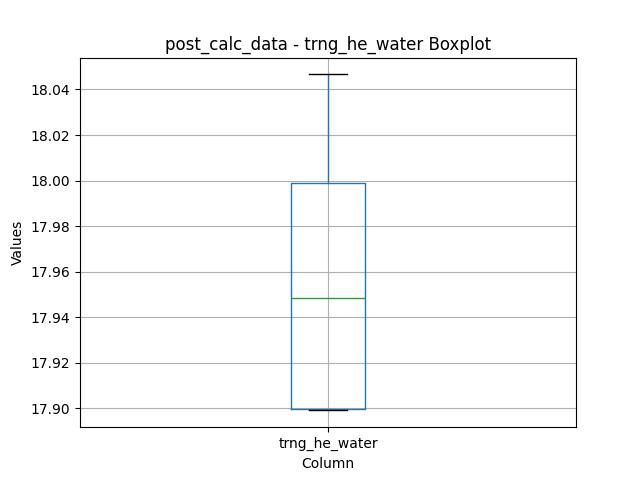 post_calc_data - trng_he_water Boxplot
18.04
18.02
18.00
17.98
17.96
17.94
17.92
17.90
Values
trng_he_water
Column